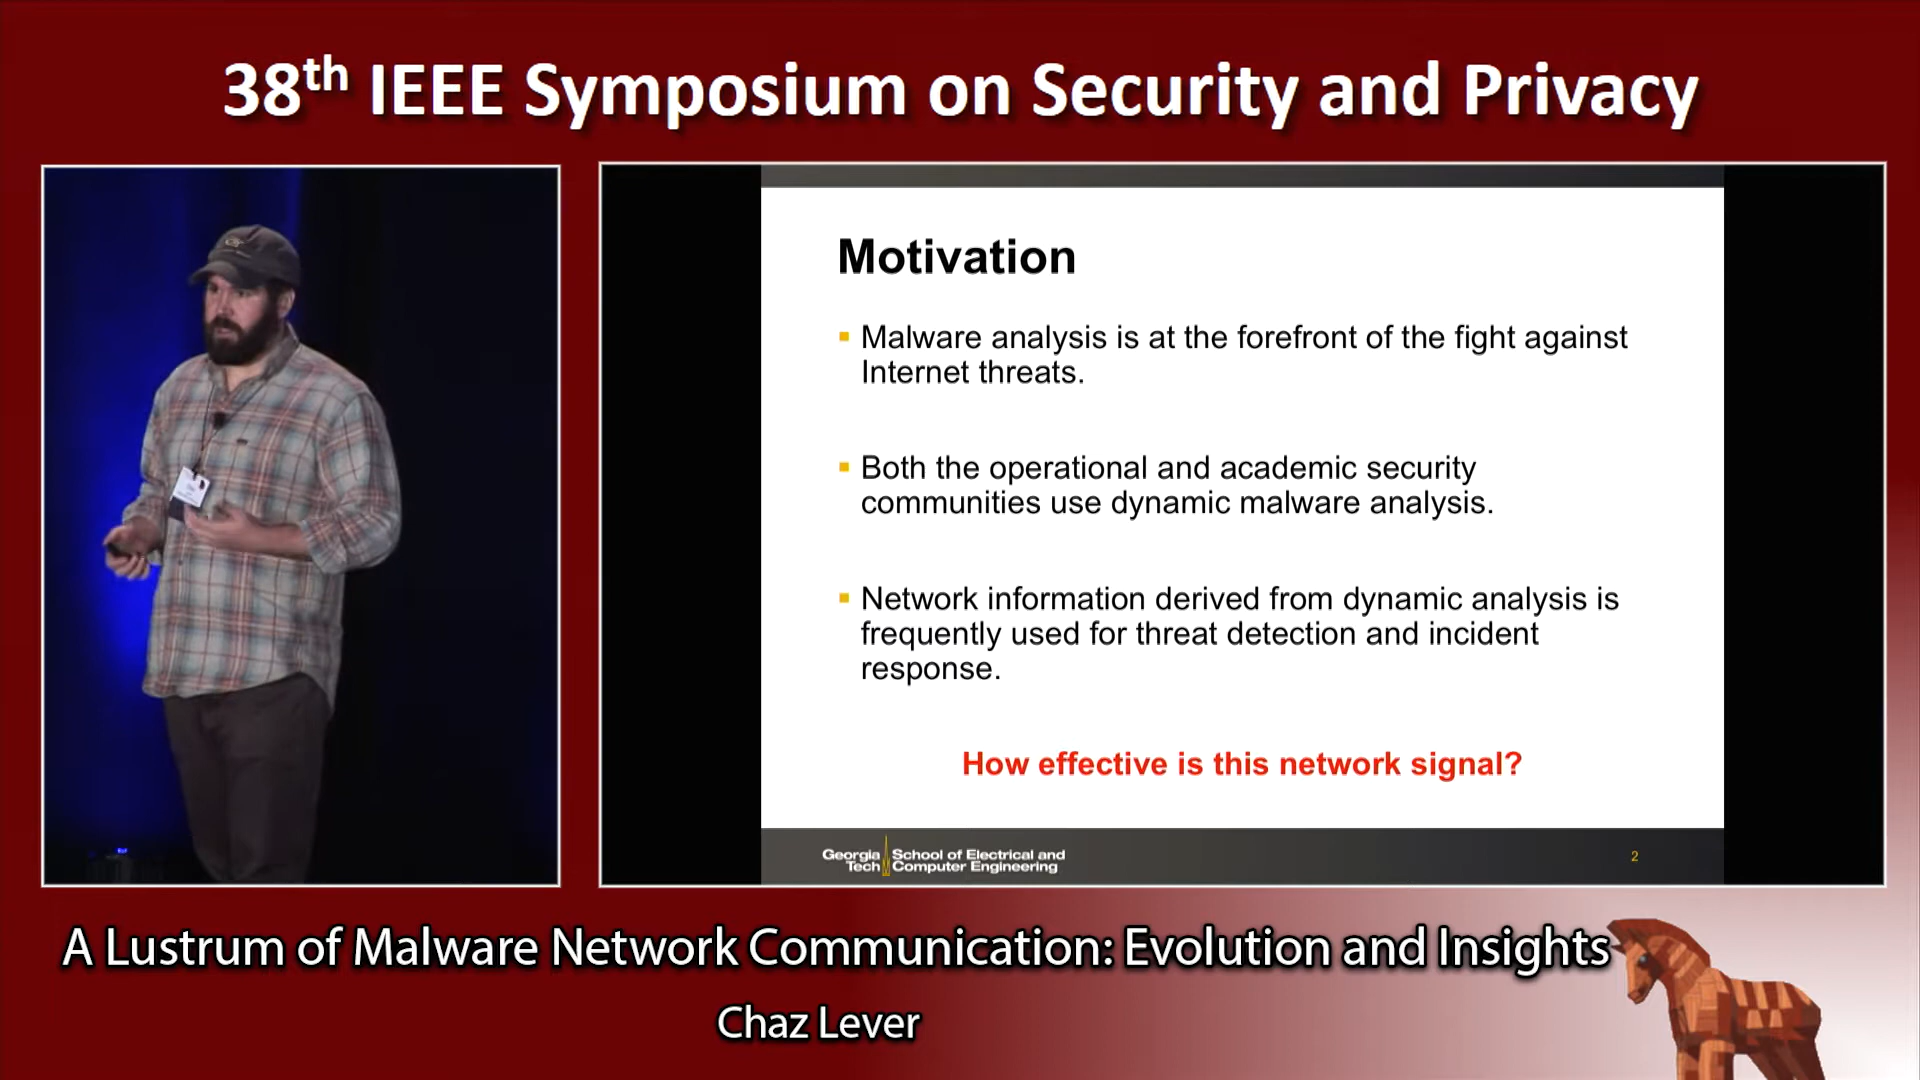 38th IEEE Symposium on Security and Privacy
Motivation
Malware analysis is at the forefront of the fight against
Internet threats.
Both the operational and academic security
communities use dynamic malware analysis.
Network information derived from dynamic analysis is
frequently used for threat detection and incident
response.
How effective is this network signal?
Georgia Tech School of Electrical and Computer Engineering
2
A Lustrum of Malware Network Communication: Evolution and Insights
Chaz Lever